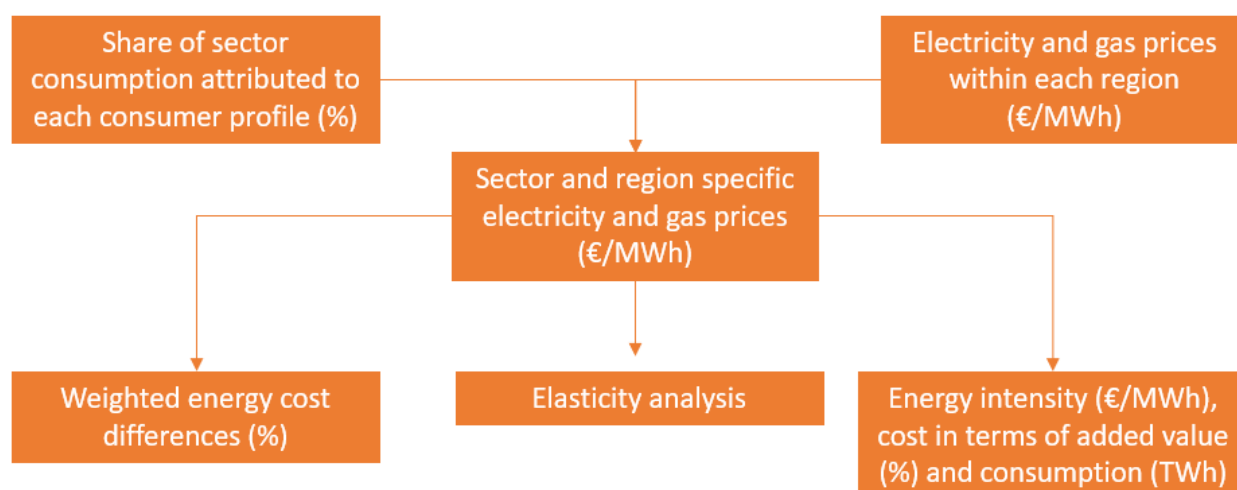 Share of sector
consumption attributed to
each consumer profile (%)
Electricity and gas prices
within each region
(€/MWh)
Sector and region specific
electricity and gas prices
(€/MWh)
Weighted energy cost
differences (%)
Elasticity analysis
Energy intensity (€/MWh),
cost in terms of added value
(%) and consumption (TWh)